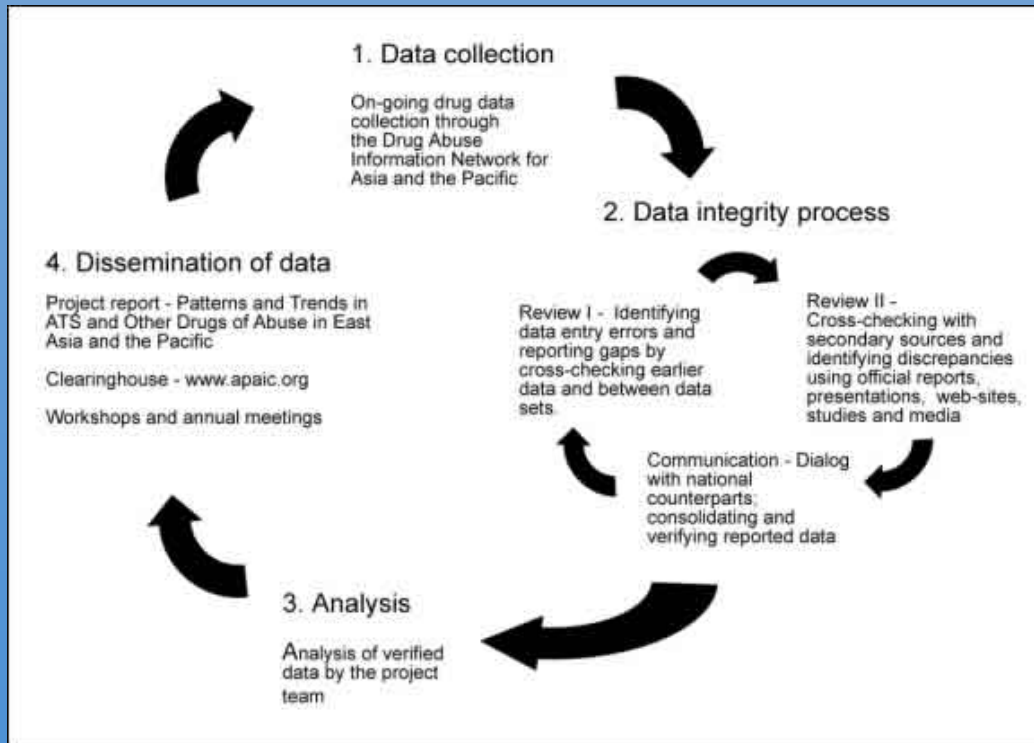 1. Data collection
On-going drug data
collection through
the Drug Abuse
Information Network for
Asia and the Pacific
2. Data integrity process
Review I - Identifying
data entry errors and
reporting gaps by
cross-checking earlier
data and between data
sets
Review II -
Cross-checking with
secondary sources and
identifying discrepancies
using official reports,
presentations, web-sites,
studies and media
Communication - Dialog
with national
counterparts;
consolidating and
verifying reported data
3. Analysis
Analysis of verified
data by the project
team
4. Dissemination of data
Project report - Patterns and Trends in
ATS and Other Drugs of Abuse in East
Asia and the Pacific
Clearinghouse - www.apaic.org
Workshops and annual meetings